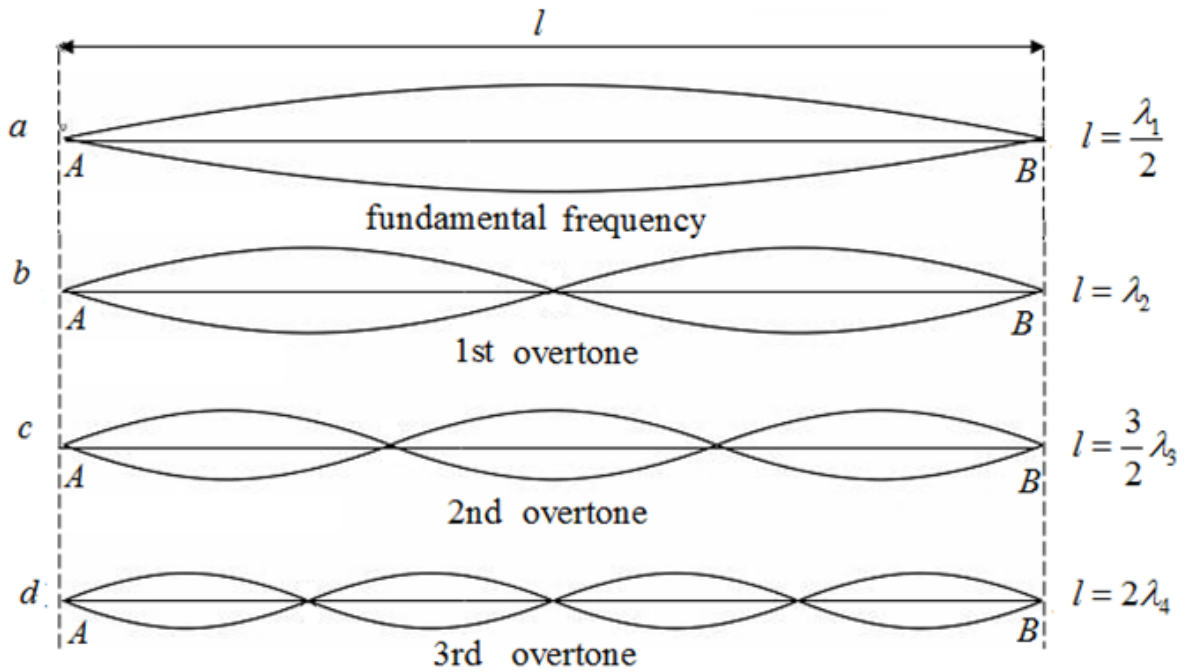 l
a
A B
l = λ₁/2
fundamental frequency
b
A B
l = λ₂
1st overtone
c
A B
l = 3/2 λ₃
2nd overtone
d
A B
l = 2λ₄
3rd overtone